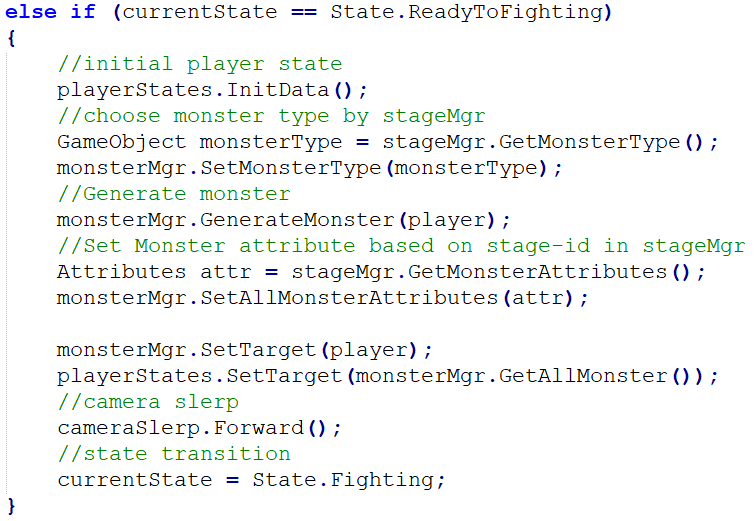 else if (currentState == State.ReadyToFighting)
{
    //initial player state
    playerStates.InitData();
    //choose monster type by stageMgr
    GameObject monsterType = stageMgr.GetMonsterType();
    monsterMgr.SetMonsterType(monsterType);
    //Generate monster
    monsterMgr.GenerateMonster(player);
    //Set Monster attribute based on stage-id in stageMgr
    Attributes attr = stageMgr.GetMonsterAttributes();
    monsterMgr.SetAllMonsterAttributes(attr);

    monsterMgr.SetTarget(player);
    playerStates.SetTarget(monsterMgr.GetAllMonster());
    //camera slerp
    cameraSlerp.Forward();
    //state transition
    currentState = State.Fighting;
}